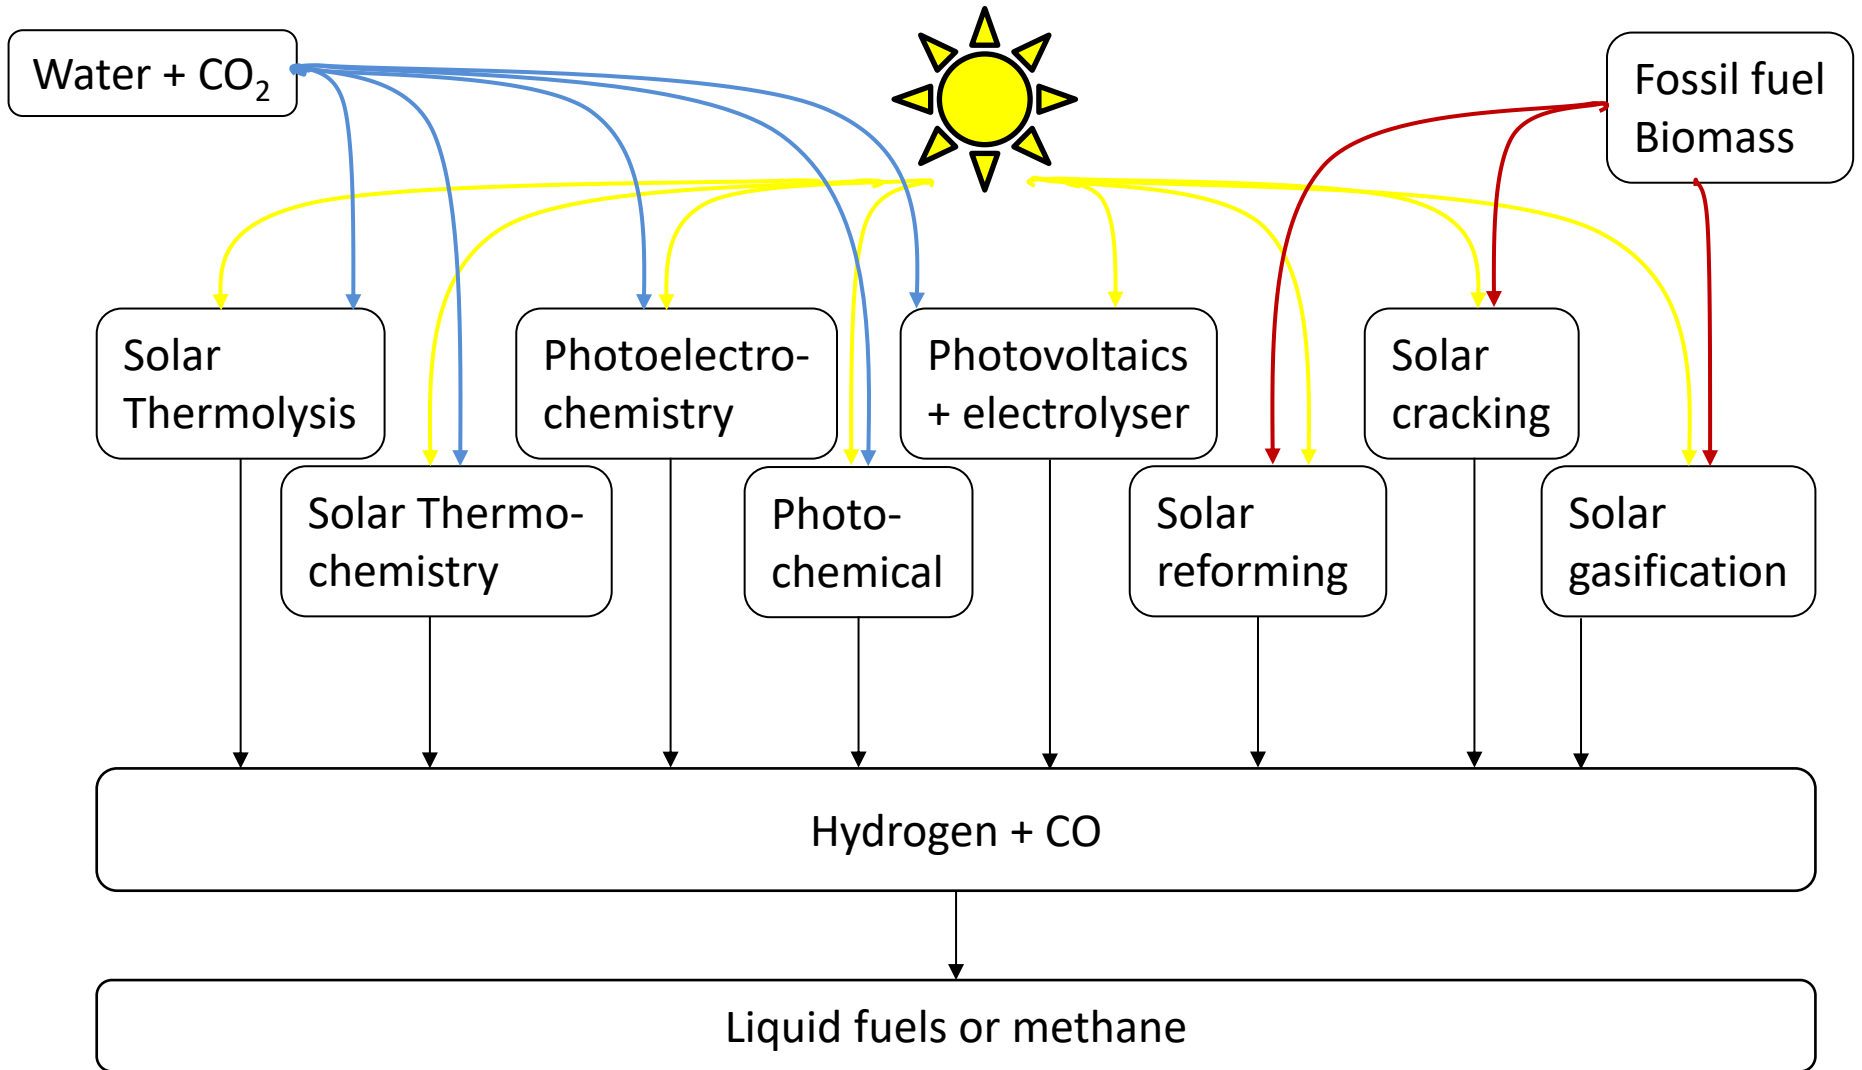 Water + CO₂
Fossil fuel
Biomass
Solar
Thermolysis
Photoelectro-
chemistry
Photovoltaics
+ electrolyser
Solar
cracking
Solar Thermo-
chemistry
Photo-
chemical
Solar
reforming
Solar
gasification
Hydrogen + CO
Liquid fuels or methane